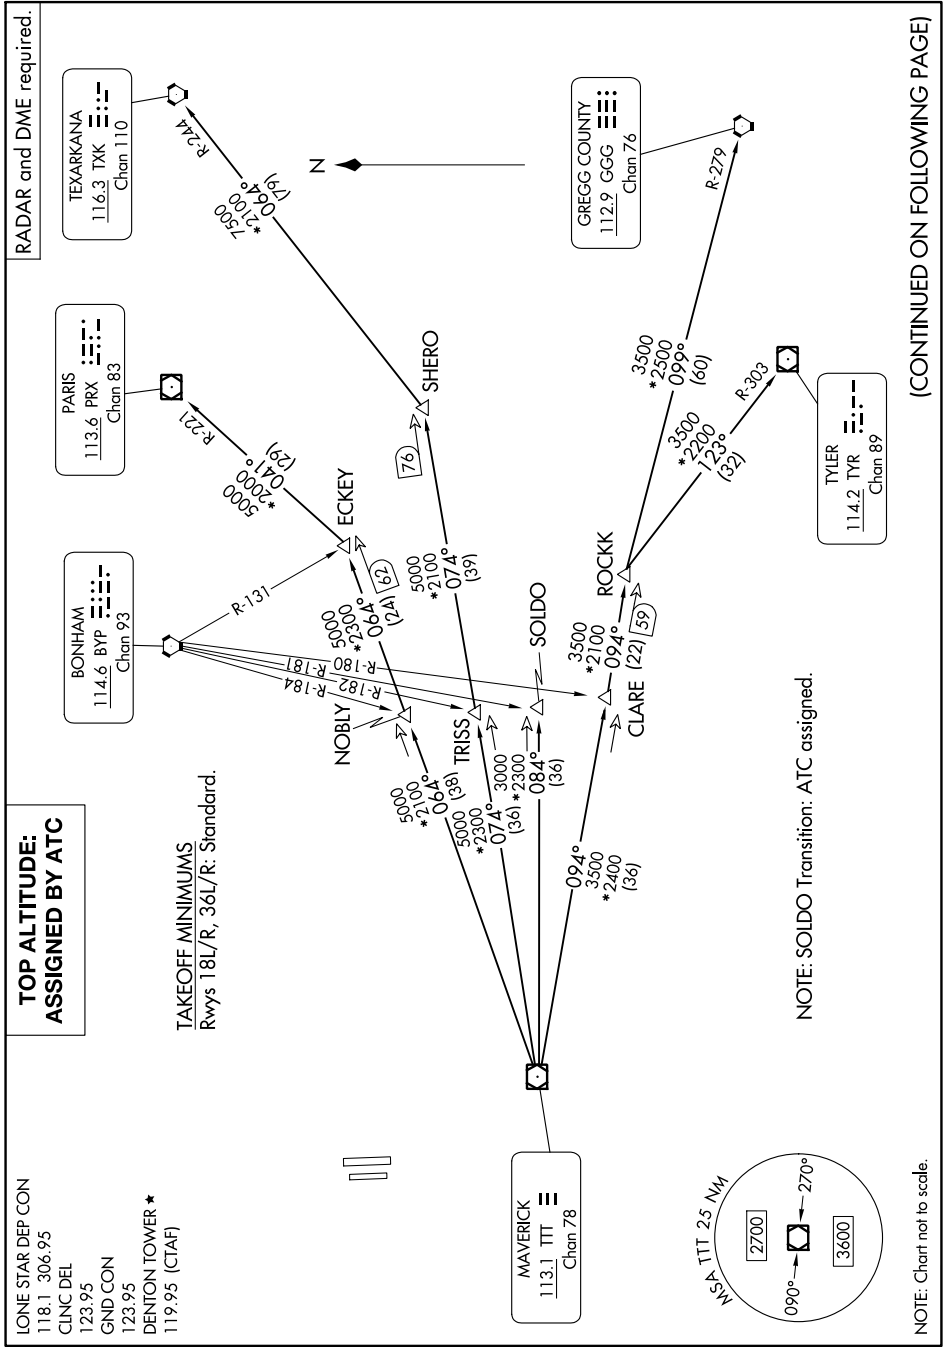 RADAR and DME required.
TOP ALTITUDE:
ASSIGNED BY ATC
LONE STAR DEP CON
118.1 306.95
CLNC DEL
123.95
GND CON
123.95
DENTON TOWER ★
119.95 (CTAF)
TAKEOFF MINIMUMS
Rwys 18L/R, 36L/R: Standard.
BONHAM
114.6 BYP
Chan 93
PARIS
113.6 PRX
Chan 83
TEXARKANA
116.3 TXK
Chan 110
N
GREGG COUNTY
112.9 GGG
Chan 76
TYLER
114.2 TYR
Chan 89
MAVERICK
113.1 TTT
Chan 78
R-131
R-184
R-182
R-181
R-180
R-221
R-244
R-279
R-303
NOBLY
TRISS
SOLDO
CLARE
ECKEY
SHERO
ROCKK
5000
*2100
064°
(38)
5000
*2300
074°
(36)
3000
*2300
084°
(36)
094°
3500
*2400
(36)
5000
*2300
064°
(24)
62
5000
*2100
074°
(39)
76
3500
*2100
094°
(22)
59
5000
*2000
041°
(29)
7500
*2100
064°
(79)
3500
*2500
099°
(60)
3500
*2200
123°
(32)
NOTE: SOLDO Transition: ATC assigned.
MSA TTT 25 NM
2700
090°
270°
3600
NOTE: Chart not to scale.
(CONTINUED ON FOLLOWING PAGE)